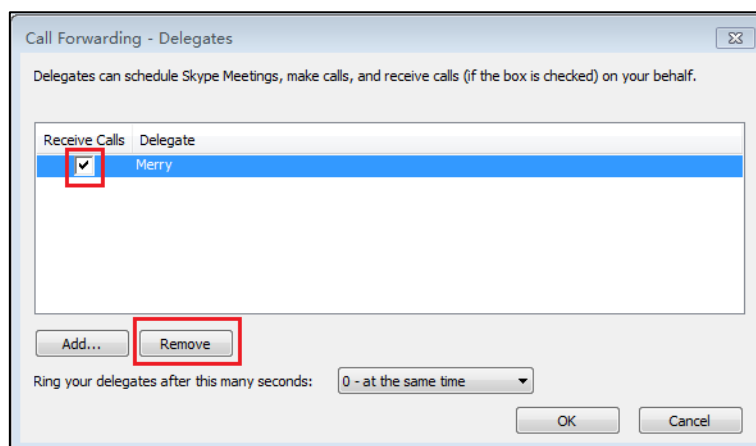 Call Forwarding - Delegates
Delegates can schedule Skype Meetings, make calls, and receive calls (if the box is checked) on your behalf.
Receive Calls Delegate
Merry
Add... Remove
Ring your delegates after this many seconds: 0 - at the same time
OK Cancel